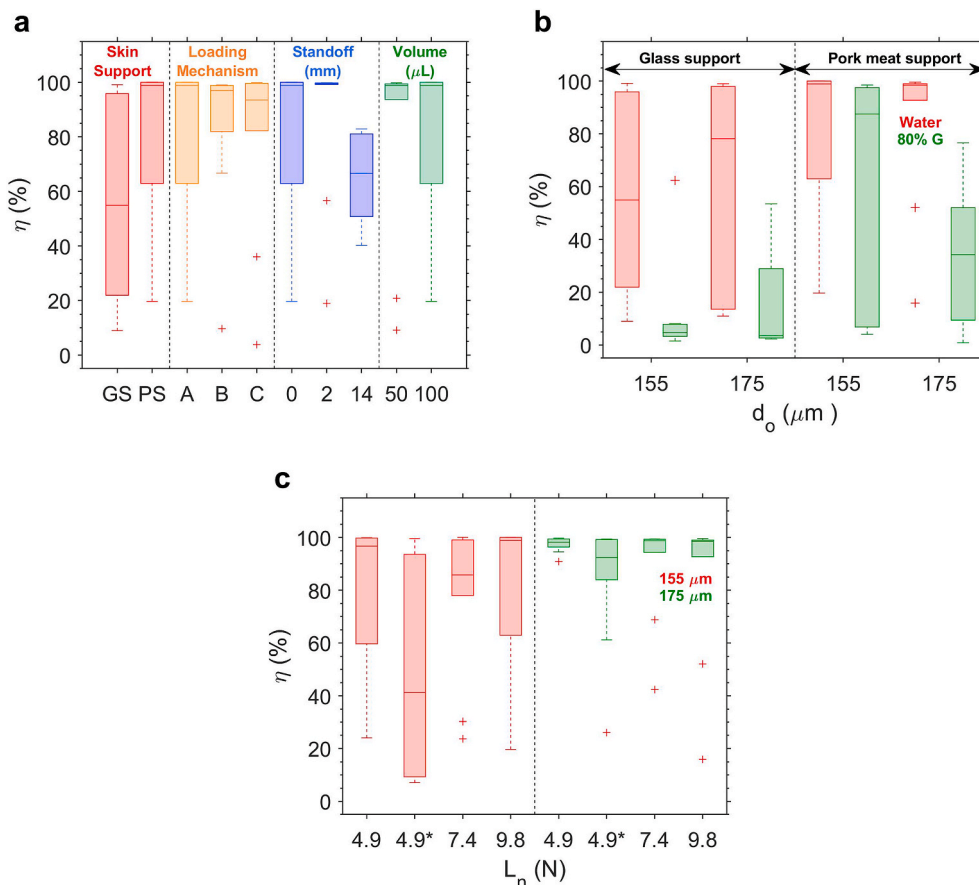 a
Skin Support
Loading Mechanism
Standoff (mm)
Volume (μL)
η (%)
100
80
60
40
20
0
GS PS A B C 0 2 14 50 100
b
Glass support
Pork meat support
Water
80% G
η (%)
100
80
60
40
20
0
155 175 155 175
d_o (μm )
c
155 μm
175 μm
η (%)
100
80
60
40
20
0
4.9 4.9* 7.4 9.8 4.9 4.9* 7.4 9.8
L_n (N)